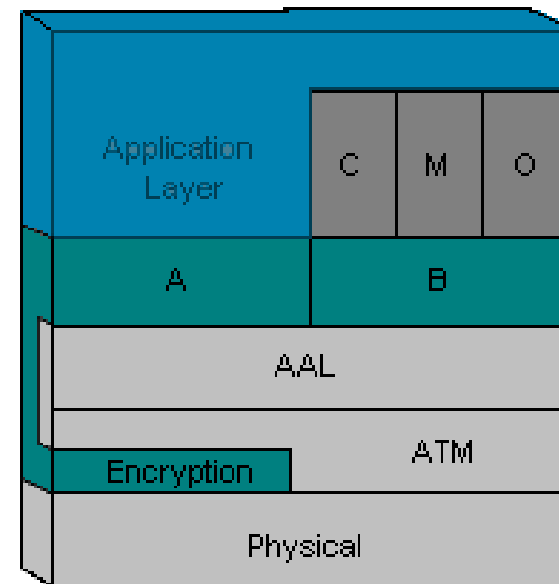 Application
Layer
C M O
A B
AAL
ATM
Encryption
Physical